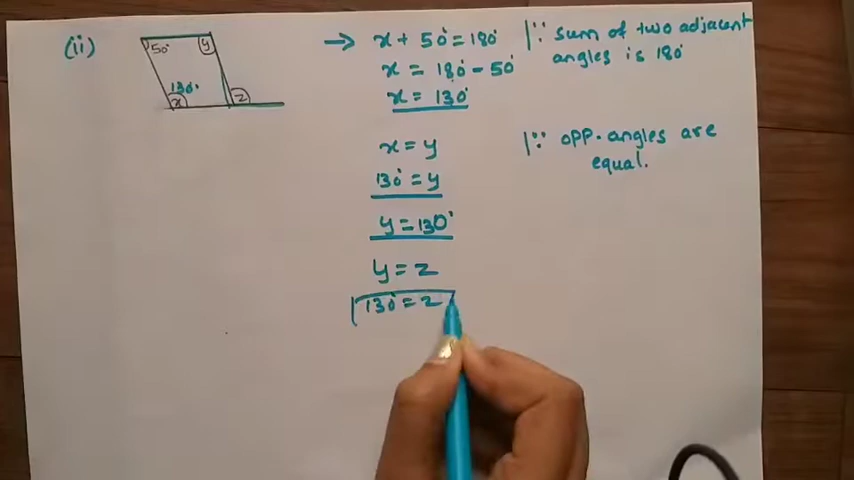 (ii)
50°
y
130°
x
z
→ x + 50° = 180° |∵ sum of two adjacent
angles is 180°
x = 180° - 50°
x = 130°
x = y |∵ opp. angles are
equal.
130° = y
y = 130°
y = z
130° = z